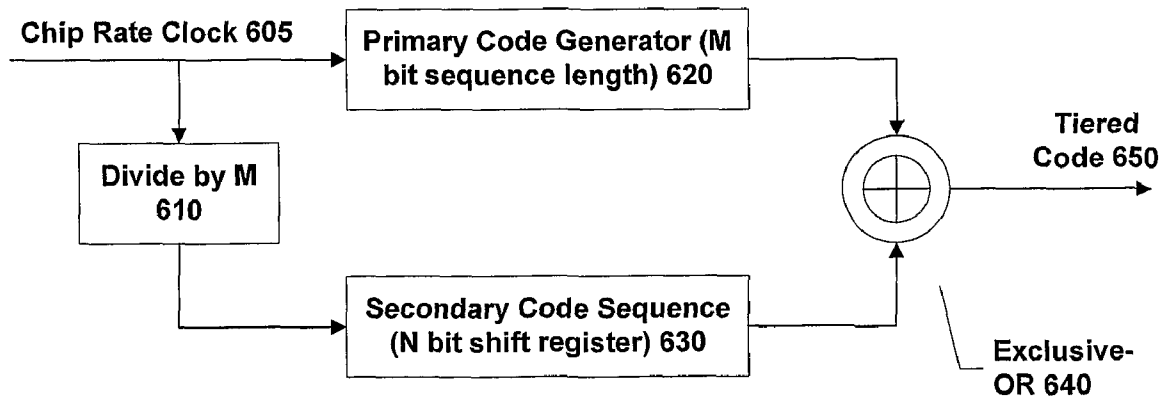 Chip Rate Clock 605
Primary Code Generator (M
bit sequence length) 620
Tiered
Code 650
Divide by M
610
Secondary Code Sequence
(N bit shift register) 630
Exclusive-
OR 640